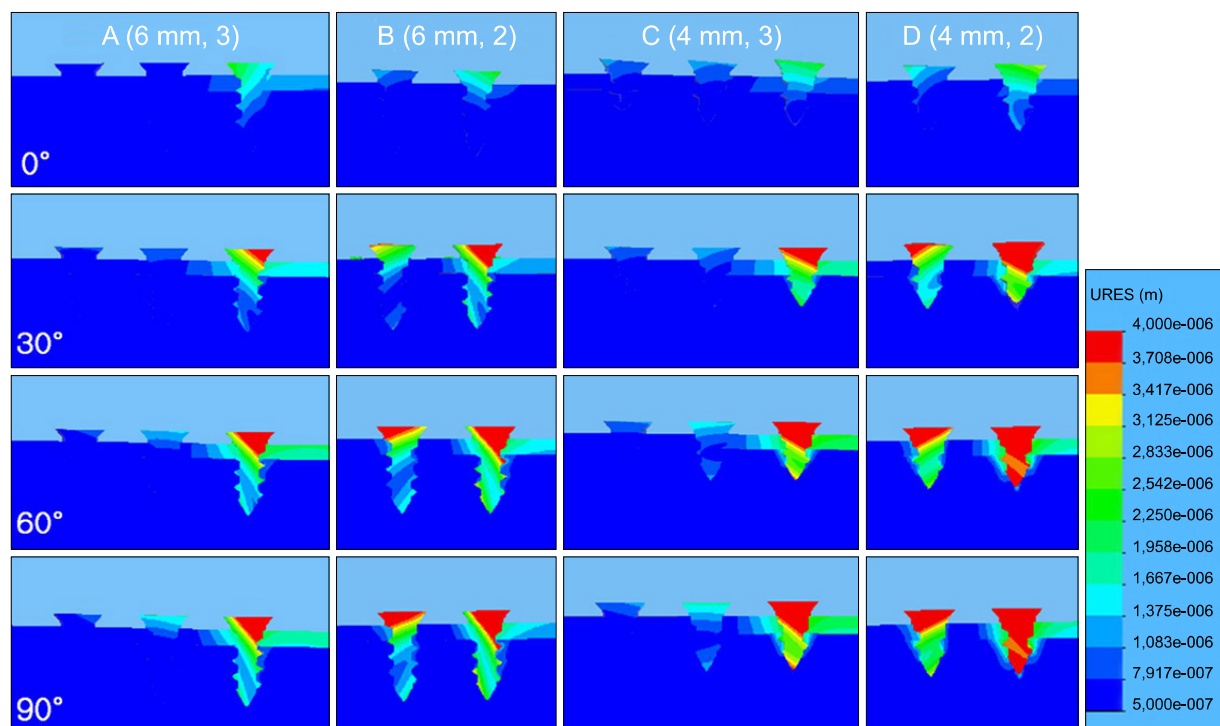 A (6 mm, 3)
B (6 mm, 2)
C (4 mm, 3)
D (4 mm, 2)
0°
30°
60°
90°
URES (m)
4,000e-006
3,708e-006
3,417e-006
3,125e-006
2,833e-006
2,542e-006
2,250e-006
1,958e-006
1,667e-006
1,375e-006
1,083e-006
7,917e-007
5,000e-007